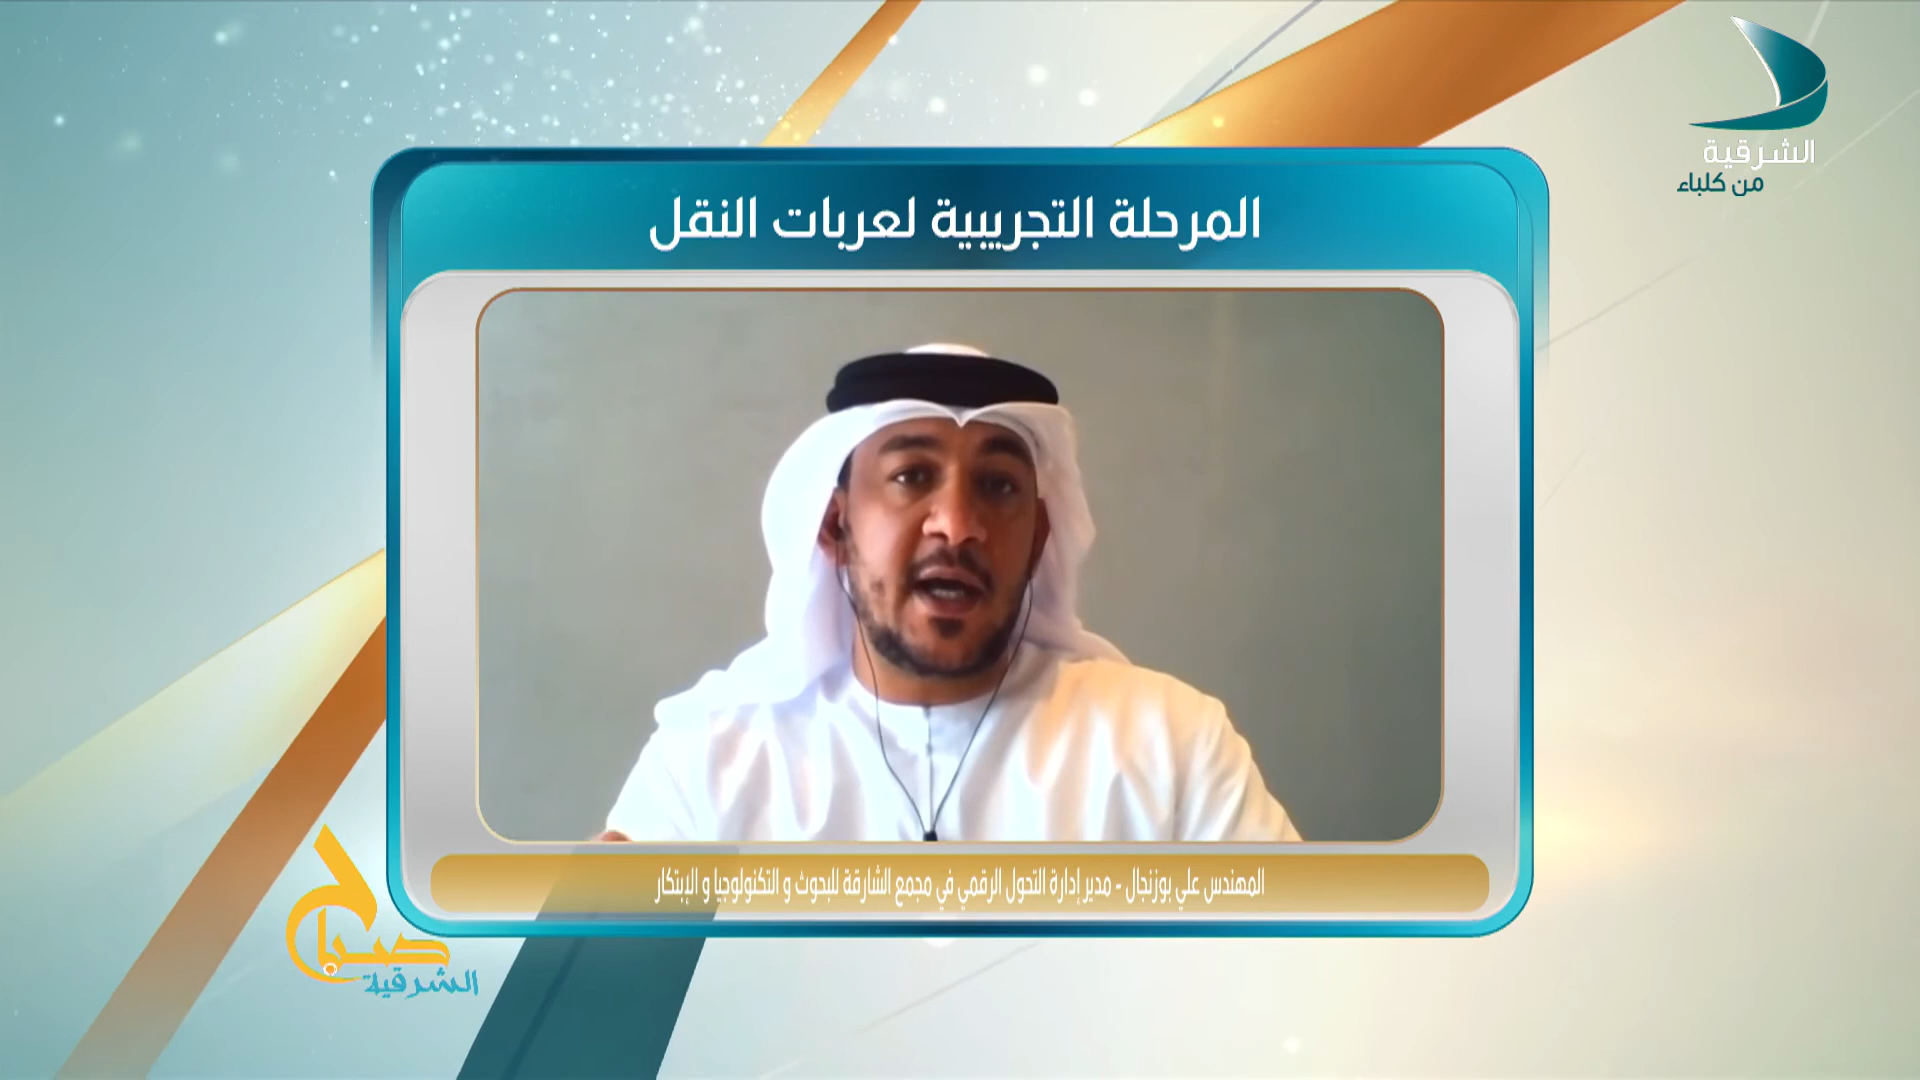 الشرقية
من كلباء
المرحلة التجريبية لعربات النقل
المهندس علي بوزنجال - مدير إدارة التحول الرقمي في مجمع الشارقة للبحوث و التكنولوجيا و الإبتكار
صباح
الشرقية